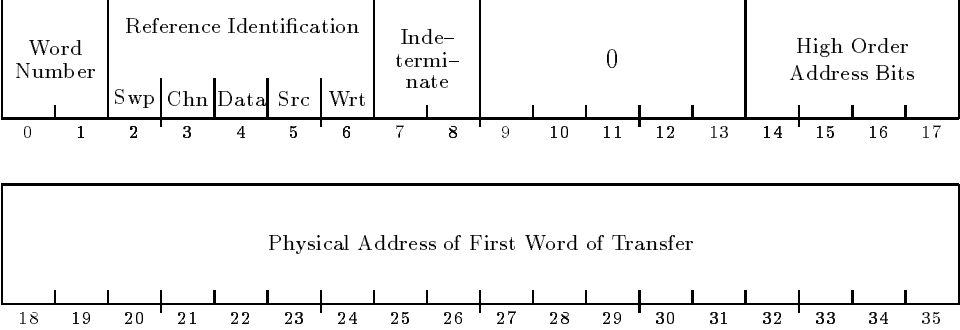 Reference Identification
Word
Number
Inde–
termi–
nate
0
High Order
Address Bits
Swp Chn Data Src Wrt
0 1 2 3 4 5 6 7 8 9 10 11 12 13 14 15 16 17
Physical Address of First Word of Transfer
18 19 20 21 22 23 24 25 26 27 28 29 30 31 32 33 34 35